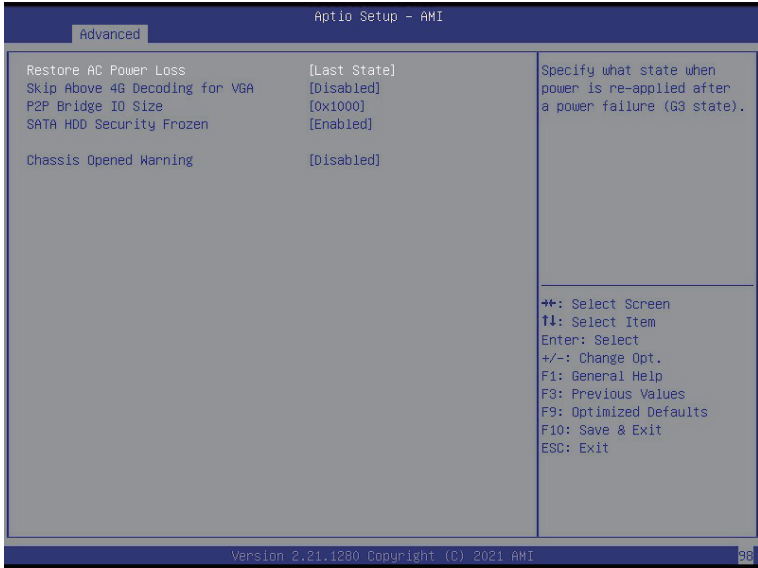 Aptio Setup – AMI
Advanced
Restore AC Power Loss [Last State]
Skip Above 4G Decoding for VGA [Disabled]
P2P Bridge IO Size [0x1000]
SATA HDD Security Frozen [Enabled]
Chassis Opened Warning [Disabled]
Specify what state when
power is re-applied after
a power failure (G3 state).
→←: Select Screen
↑↓: Select Item
Enter: Select
+/-: Change Opt.
F1: General Help
F3: Previous Values
F9: Optimized Defaults
F10: Save & Exit
ESC: Exit
Version 2.21.1280 Copyright (C) 2021 AMI
98